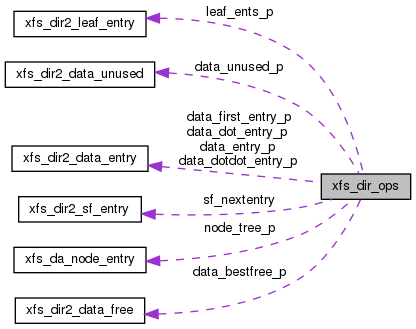 leaf_ents_p
xfs_dir2_leaf_entry
data_unused_p
xfs_dir2_data_unused
data_first_entry_p
data_dot_entry_p
data_entry_p
data_dotdot_entry_p
xfs_dir2_data_entry
xfs_dir_ops
sf_nextentry
xfs_dir2_sf_entry
node_tree_p
xfs_da_node_entry
data_bestfree_p
xfs_dir2_data_free